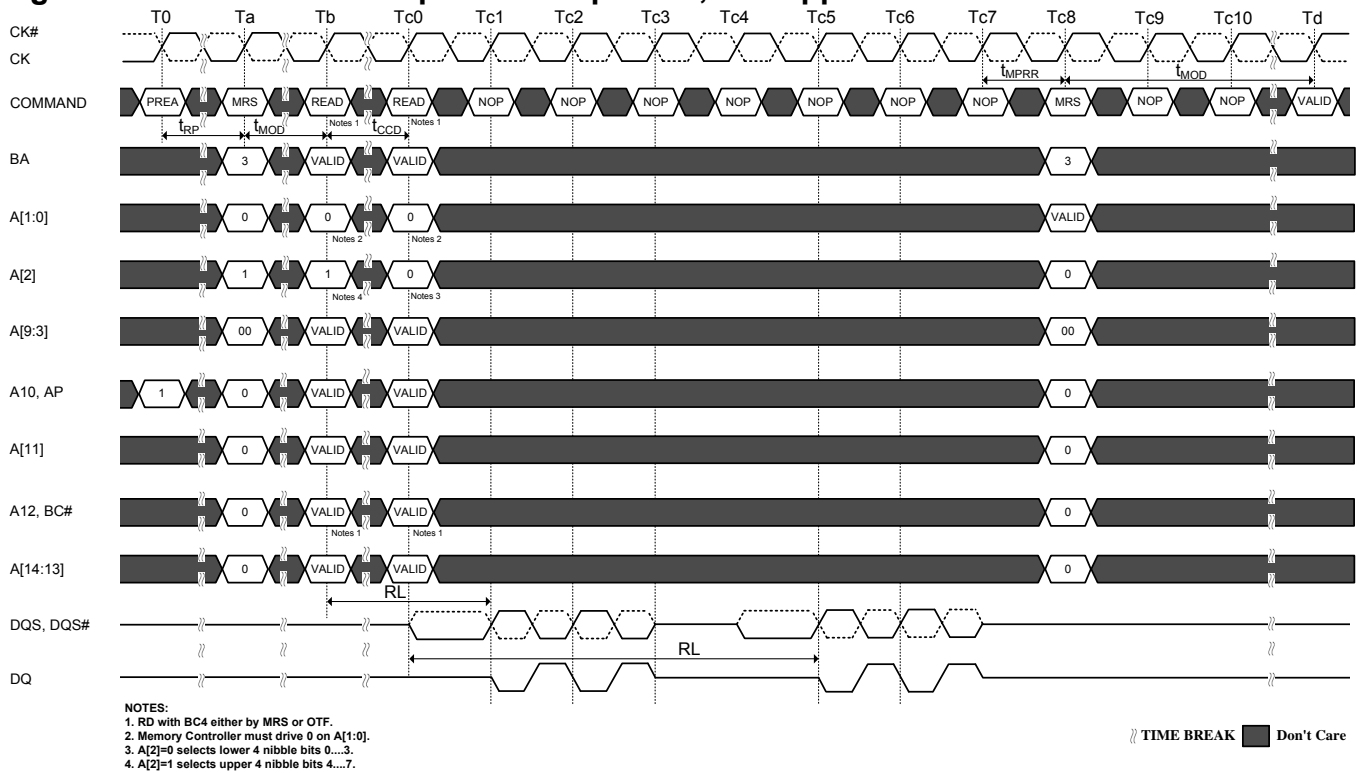 T0 Ta Tb Tc0 Tc1 Tc2 Tc3 Tc4 Tc5 Tc6 Tc7 Tc8 Tc9 Tc10 Td
CK#
CK
tMPRR tMOD
COMMAND PREA MRS READ READ NOP NOP NOP NOP NOP NOP NOP MRS NOP NOP VALID
Notes 1 Notes 1
tRP tMOD tCCD
BA 3 VALID VALID 3
A[1:0] 0 0 0 VALID
Notes 2 Notes 2
A[2] 1 1 0 0
Notes 4 Notes 3
A[9:3] 00 VALID VALID 00
A10, AP 1 0 VALID VALID 0
A[11] 0 VALID VALID 0
A12, BC# 0 VALID VALID 0
Notes 1 Notes 1
A[14:13] 0 VALID VALID 0
RL
DQS, DQS#
RL
DQ
NOTES:
1. RD with BC4 either by MRS or OTF.
2. Memory Controller must drive 0 on A[1:0].
3. A[2]=0 selects lower 4 nibble bits 0....3.
4. A[2]=1 selects upper 4 nibble bits 4....7.
TIME BREAK Don't Care